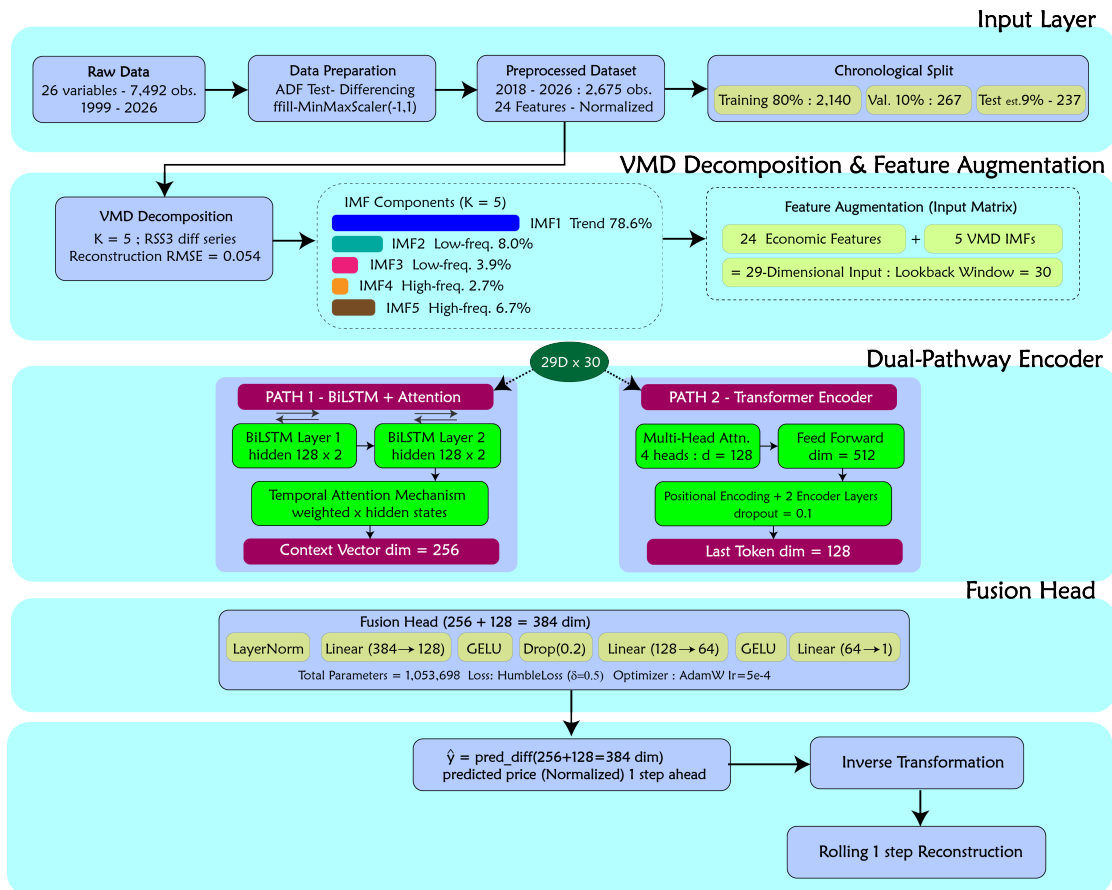 Input Layer
Raw Data
26 variables - 7,492 obs.
1999 - 2026
Data Preparation
ADF Test- Differencing
ffill-MinMaxScaler(-1,1)
Preprocessed Dataset
2018 - 2026 : 2,675 obs.
24 Features - Normalized
Chronological Split
Training 80% : 2,140
Val. 10% : 267
Test est.9% - 237
VMD Decomposition & Feature Augmentation
VMD Decomposition
K = 5 ; RSS3 diff series
Reconstruction RMSE = 0.054
IMF Components (K = 5)
IMF1 Trend 78.6%
IMF2 Low-freq. 8.0%
IMF3 Low-freq. 3.9%
IMF4 High-freq. 2.7%
IMF5 High-freq. 6.7%
Feature Augmentation (Input Matrix)
24 Economic Features + 5 VMD IMFs
= 29-Dimensional Input : Lookback Window = 30
Dual-Pathway Encoder
29D x 30
PATH 1 - BiLSTM + Attention
BiLSTM Layer 1
hidden 128 x 2
BiLSTM Layer 2
hidden 128 x 2
Temporal Attention Mechanism
weighted x hidden states
Context Vector dim = 256
PATH 2 - Transformer Encoder
Multi-Head Attn.
4 heads : d = 128
Feed Forward
dim = 512
Positional Encoding + 2 Encoder Layers
dropout = 0.1
Last Token dim = 128
Fusion Head
Fusion Head (256 + 128 = 384 dim)
LayerNorm
Linear (384→128)
GELU
Drop(0.2)
Linear (128→64)
GELU
Linear (64→1)
Total Parameters = 1,053,698 Loss: HumbleLoss (δ=0.5) Optimizer : AdamW lr=5e-4
ŷ = pred_diff(256+128=384 dim)
predicted price (Normalized) 1 step ahead
Inverse Transformation
Rolling 1 step Reconstruction